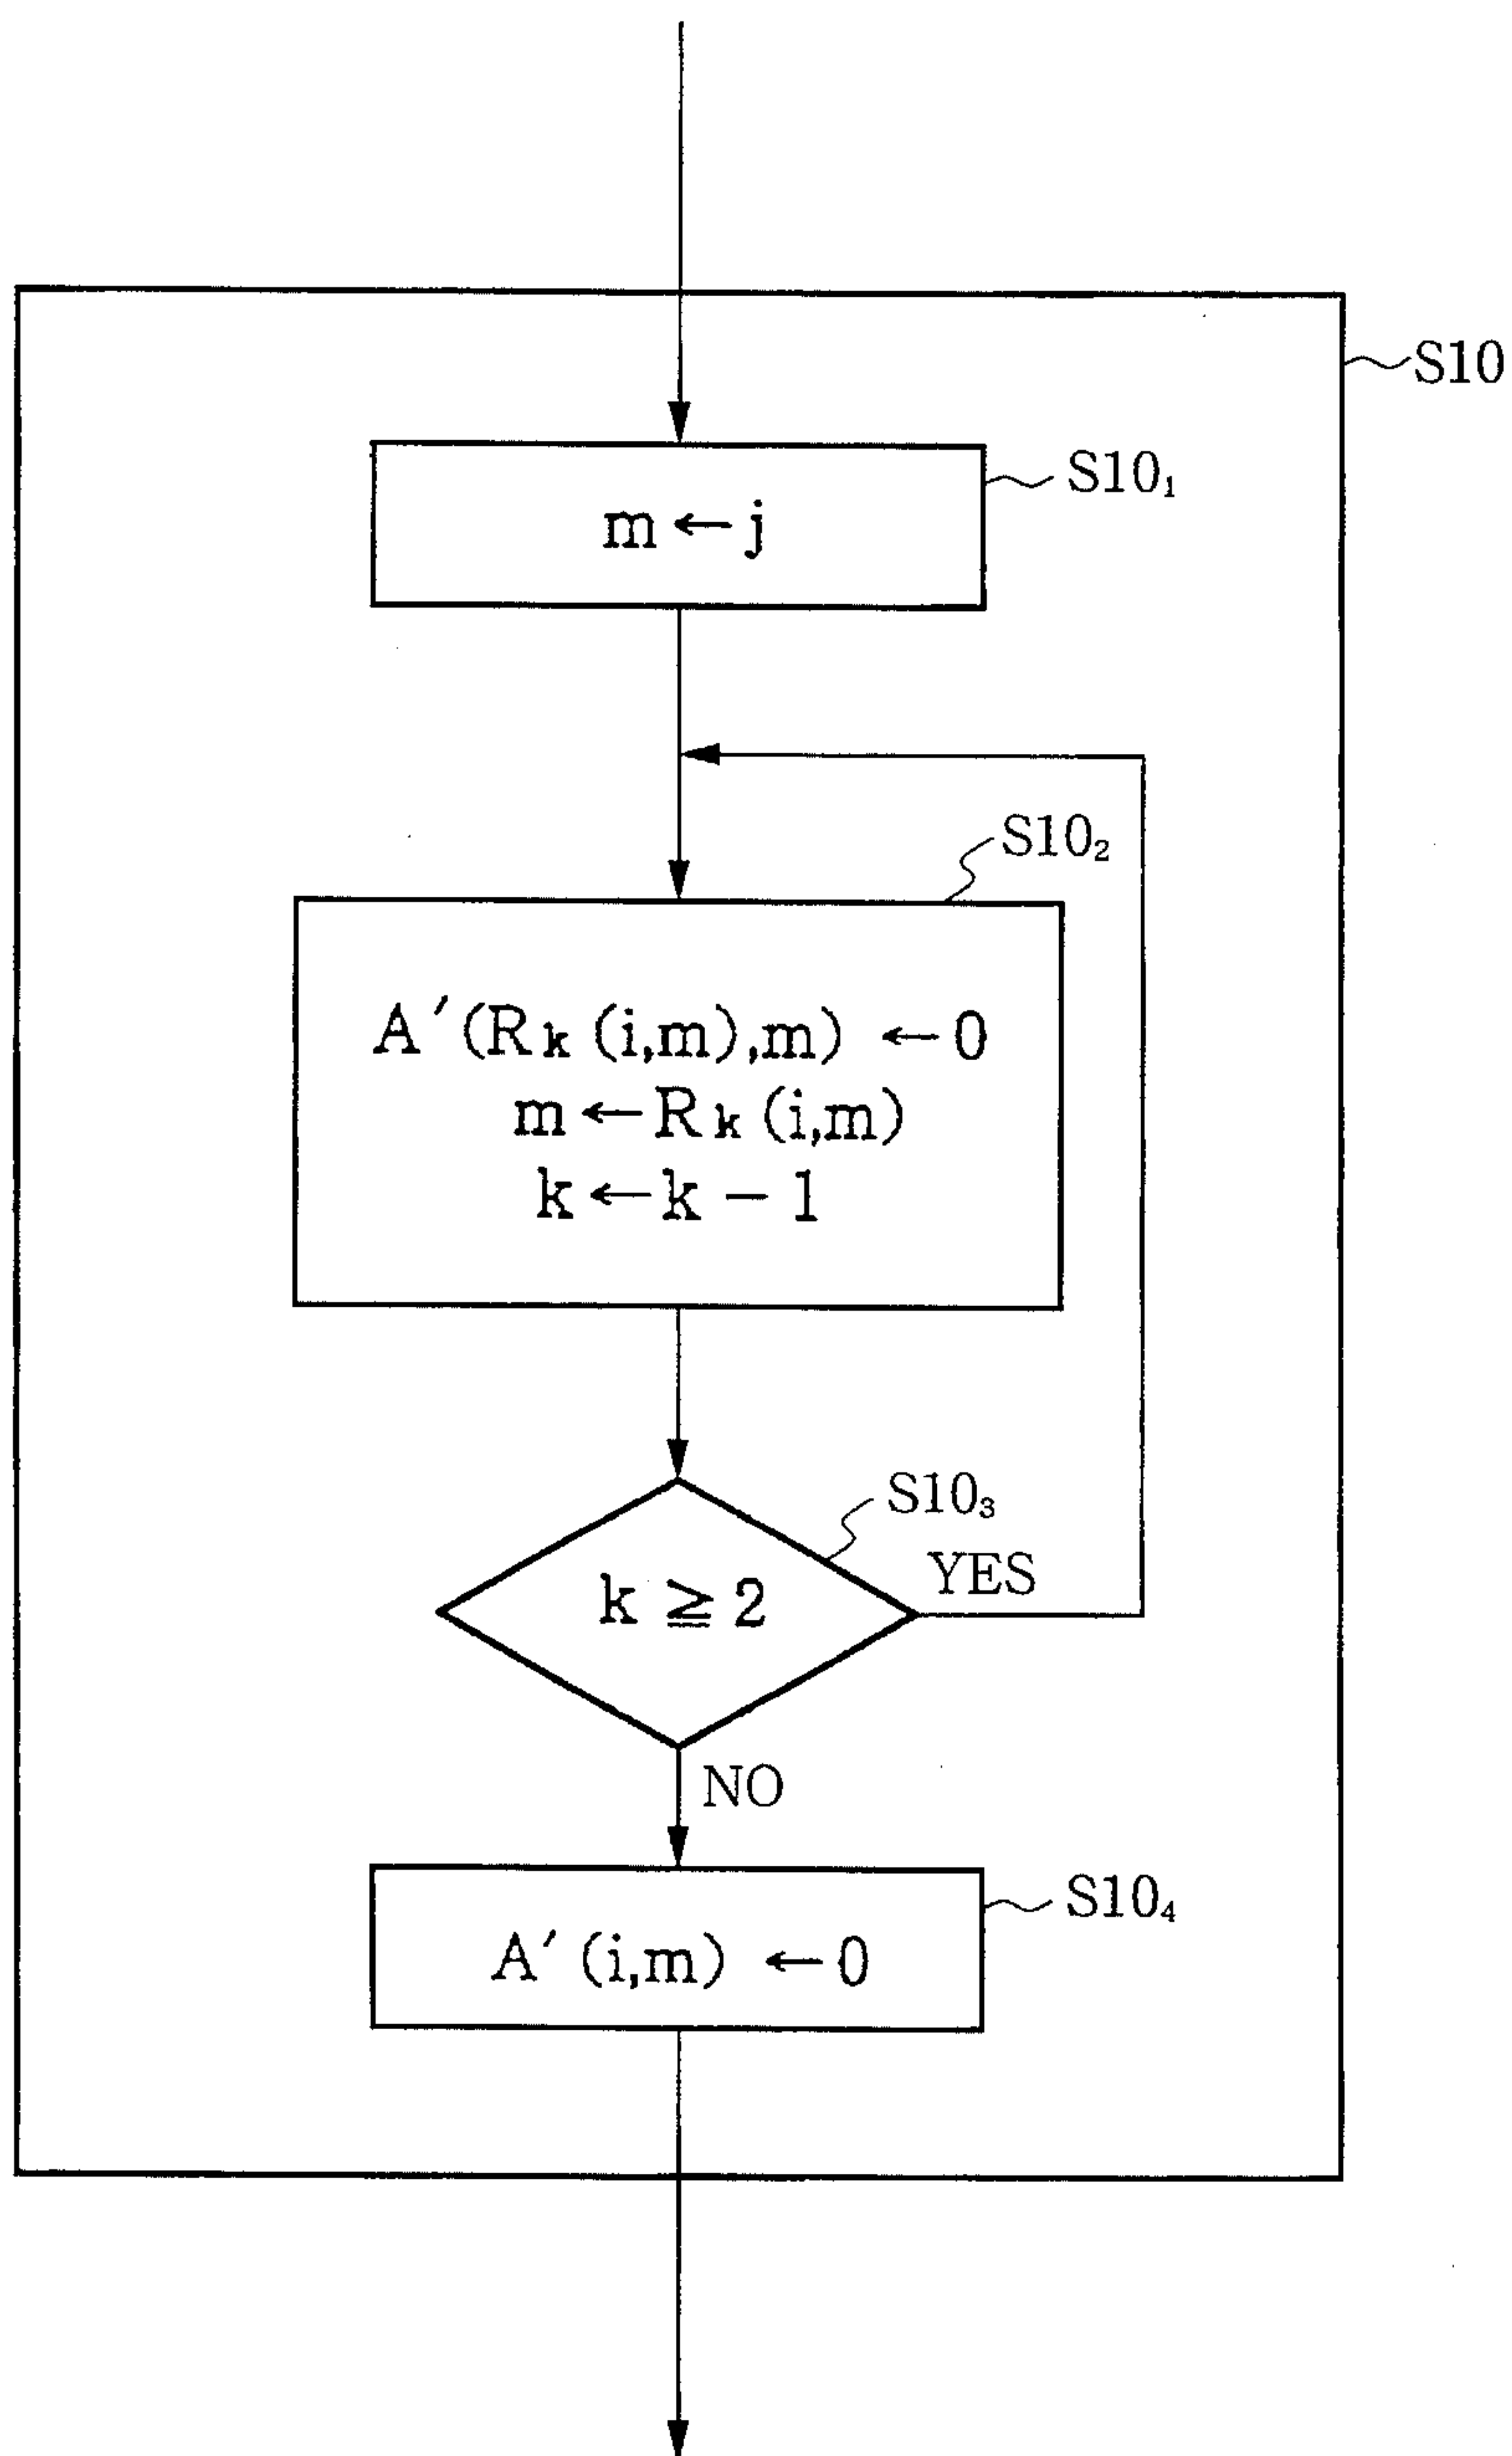 S10
S10₁
m ← j
S10₂
A′(Rₖ(i,m),m) ← 0
m ← Rₖ(i,m)
k ← k − 1
S10₃
k ≧ 2
YES
NO
S10₄
A′(i,m) ← 0